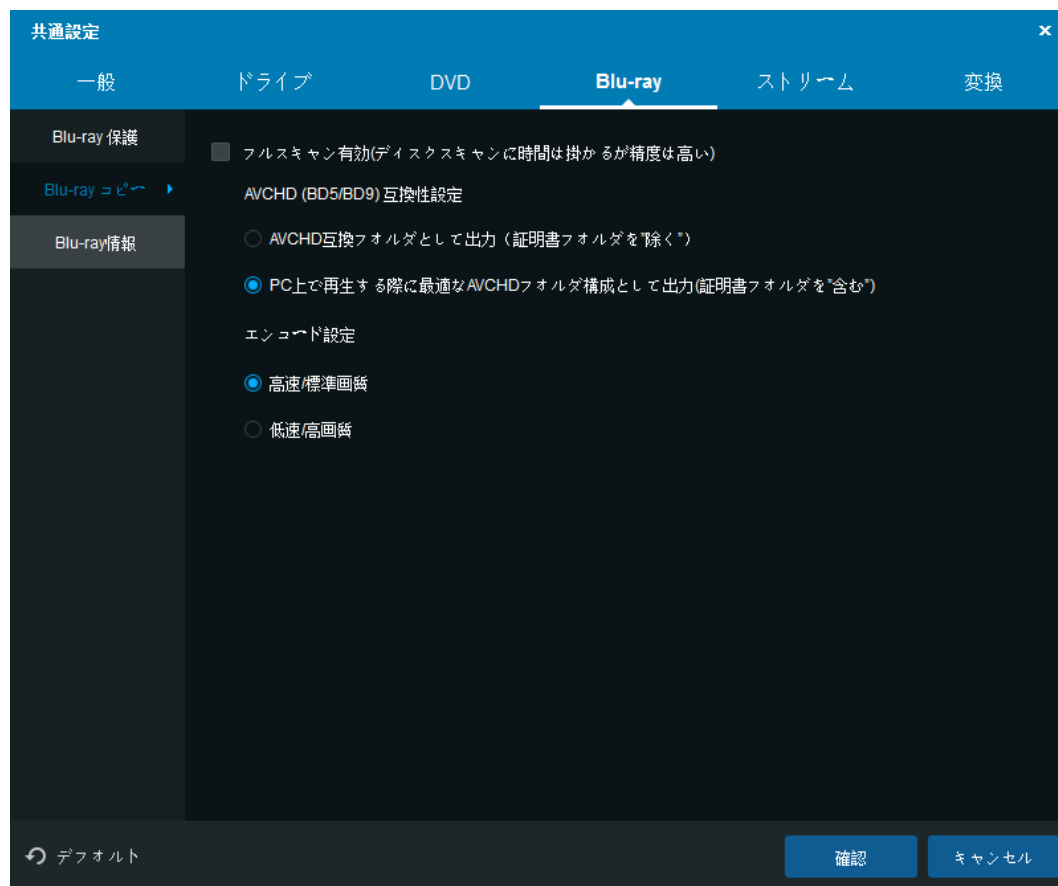 共通設定
×
一般 ドライブ DVD Blu-ray ストリーム 変換
Blu-ray 保護
Blu-ray コピー
Blu-ray情報
フルスキャン有効(ディスクスキャンに時間は掛かるが精度は高い)
AVCHD (BD5/BD9) 互換性設定
AVCHD互換フォルダとして出力（証明書フォルダを"除く"）
PC上で再生する際に最適なAVCHDフォルダ構成として出力(証明書フォルダを"含む")
エンコード設定
高速/標準画質
低速/高画質
デフォルト
確認
キャンセル